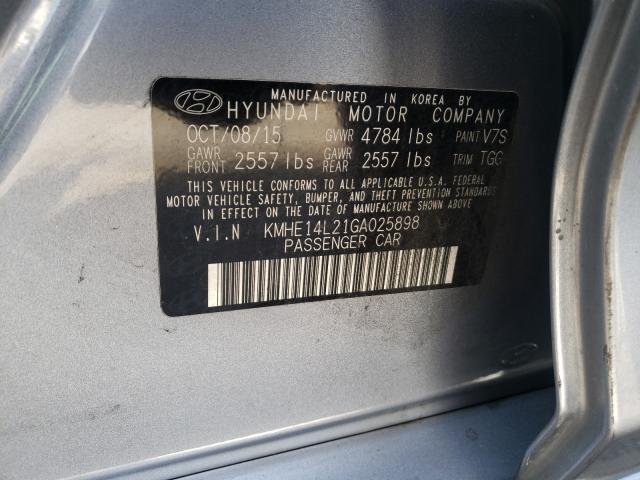 MANUFACTURED IN KOREA BY
HYUNDAI MOTOR COMPANY
OCT/08/15 GVWR 4784 lbs PAINT V7S
GAWR FRONT 2557 lbs GAWR REAR 2557 lbs TRIM TGG
THIS VEHICLE CONFORMS TO ALL APPLICABLE U.S.A. FEDERAL
MOTOR VEHICLE SAFETY, BUMPER, AND THEFT PREVENTION STANDARDS
IN EFFECT ON THE DATE OF MANUFACTURE SHOWN ABOVE
V.I.N KMHE14L21GA025898
PASSENGER CAR